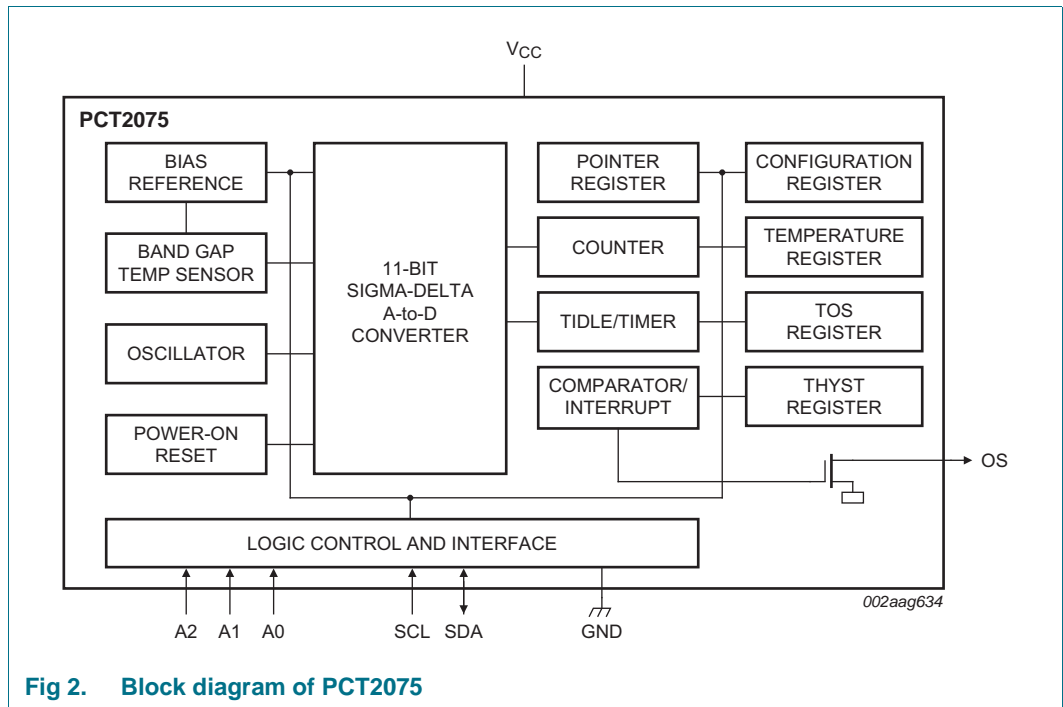 VCC
PCT2075
BIAS
REFERENCE
BAND GAP
TEMP SENSOR
OSCILLATOR
POWER-ON
RESET
11-BIT
SIGMA-DELTA
A-to-D
CONVERTER
POINTER
REGISTER
COUNTER
TIDLE/TIMER
COMPARATOR/
INTERRUPT
CONFIGURATION
REGISTER
TEMPERATURE
REGISTER
TOS
REGISTER
THYST
REGISTER
OS
LOGIC CONTROL AND INTERFACE
002aag634
A2 A1 A0 SCL SDA GND
Fig 2. Block diagram of PCT2075